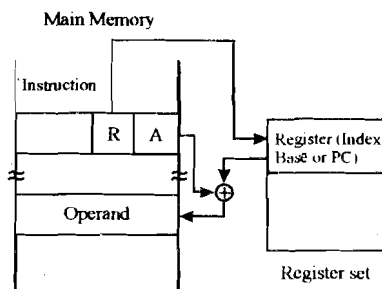 Main Memory
Instruction
R A
Register (Index
Base or PC)
Operand
Register set